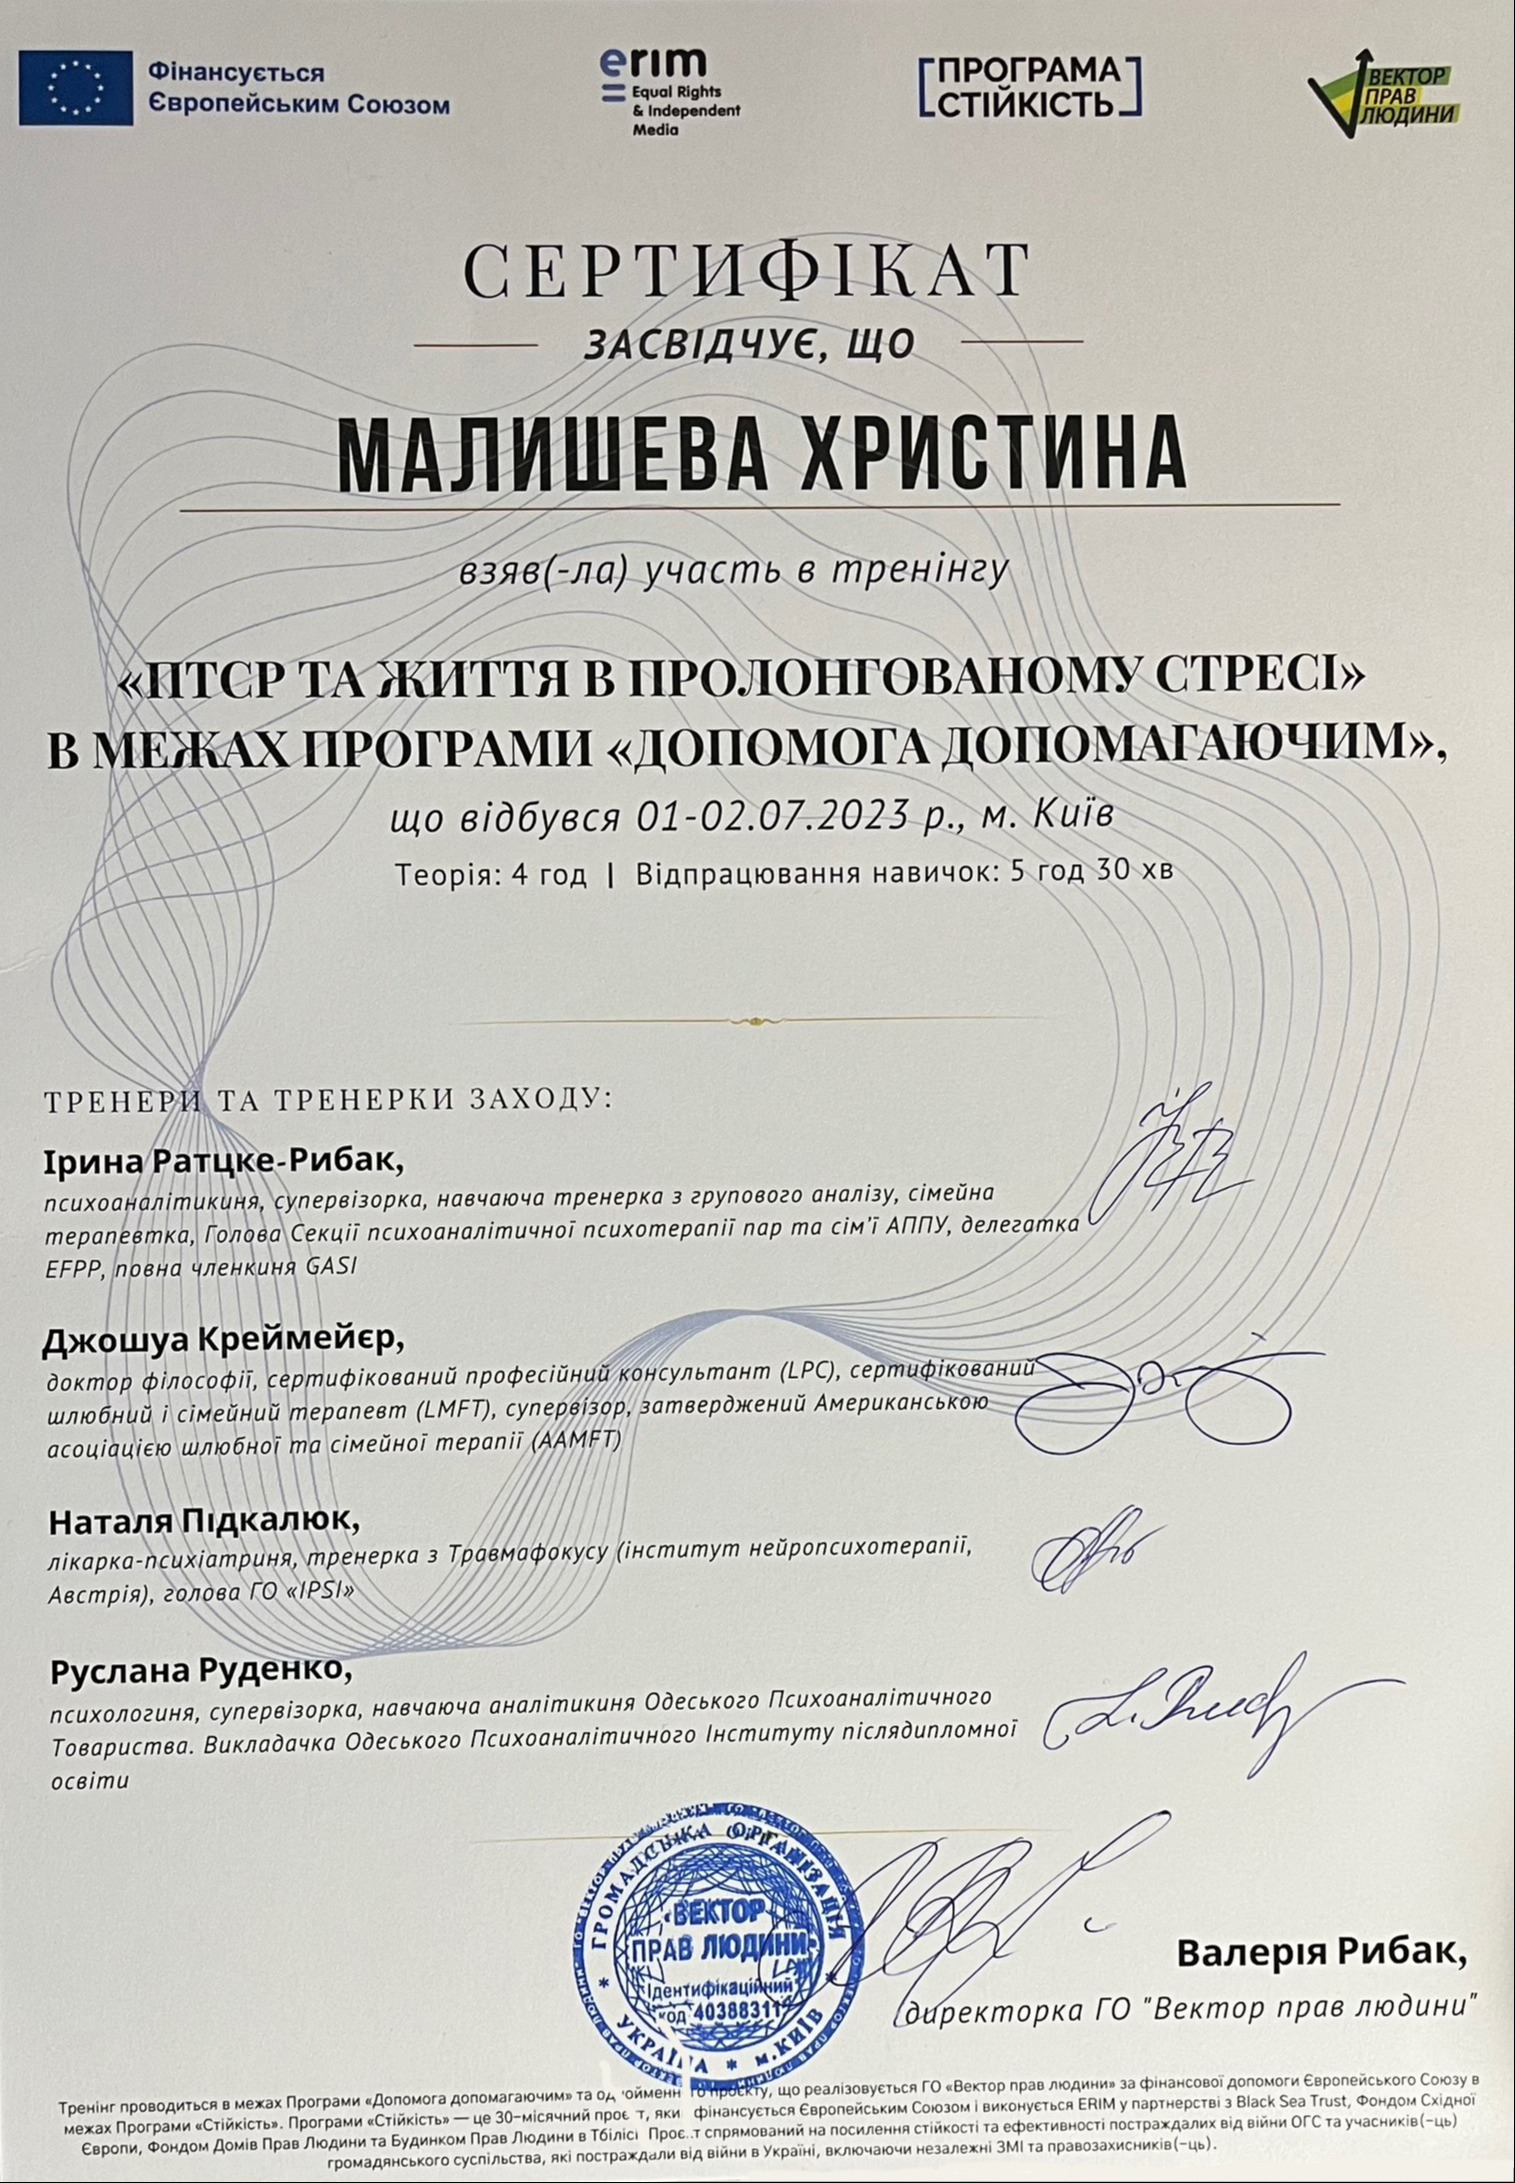 Фінансується
Європейським Союзом
erim
Equal Rights
& Independent
Media
ПРОГРАМА
СТІЙКІСТЬ
ВЕКТОР
ПРАВ
ЛЮДИНИ
СЕРТИФІКАТ
ЗАСВІДЧУЄ, ЩО
МАЛИШЕВА ХРИСТИНА
взяв(-ла) участь в тренінгу
«ПТСР ТА ЖИТТЯ В ПРОЛОНГОВАНОМУ СТРЕСІ»
В МЕЖАХ ПРОГРАМИ «ДОПОМОГА ДОПОМАГАЮЧИМ»,
що відбувся 01-02.07.2023 р., м. Київ
Теорія: 4 год | Відпрацювання навичок: 5 год 30 хв
ТРЕНЕРИ ТА ТРЕНЕРКИ ЗАХОДУ:
Ірина Ратцке-Рибак,
психоаналітикиня, супервізорка, навчаюча тренерка з групового аналізу, сімейна
терапевтка, Голова Секції психоаналітичної психотерапії пар та сім’ї АППУ, делегатка
EFPP, повна членкиня GASI
Джошуа Креймейєр,
доктор філософії, сертифікований професійний консультант (LPC), сертифікований
шлюбний і сімейний терапевт (LMFT), супервізор, затверджений Американською
асоціацією шлюбної та сімейної терапії (AAMFT)
Наталя Підкалюк,
лікарка-психіатриня, тренерка з Травмафокусу (інститут нейропсихотерапії,
Австрія), голова ГО «IPSI»
Руслана Руденко,
психологиня, супервізорка, навчаюча аналітикиня Одеського Психоаналітичного
Товариства. Викладачка Одеського Психоаналітичного Інституту післядипломної
освіти
ГРОМАДСЬКА ОРГАНІЗАЦІЯ
«ВЕКТОР
ПРАВ ЛЮДИНИ»
Ідентифікаційний
код
УКРАЇНА * м.КИЇВ
Валерія Рибак,
директорка ГО "Вектор прав людини"
Тренінг проводиться в межах Програми «Допомога допомагаючим» та проєкту, що реалізовується ГО «Вектор прав людини» за фінансової допомоги Європейського Союзу в
межах Програми «Стійкість». Програми «Стійкість» — це 30-місячний фінансується Європейським Союзом і виконується ERIM у партнерстві з Black Sea Trust, Фондом Східної
Європи, Фондом Домів Прав Людини та Будинком Прав Людини в Тбілісі спрямований на посилення стійкості та ефективності постраждалих від війни ОГС та учасників(-ць)
громадянського суспільства, які постраждали від війни в Україні, включаючи незалежні ЗМІ та правозахисників(-ць).